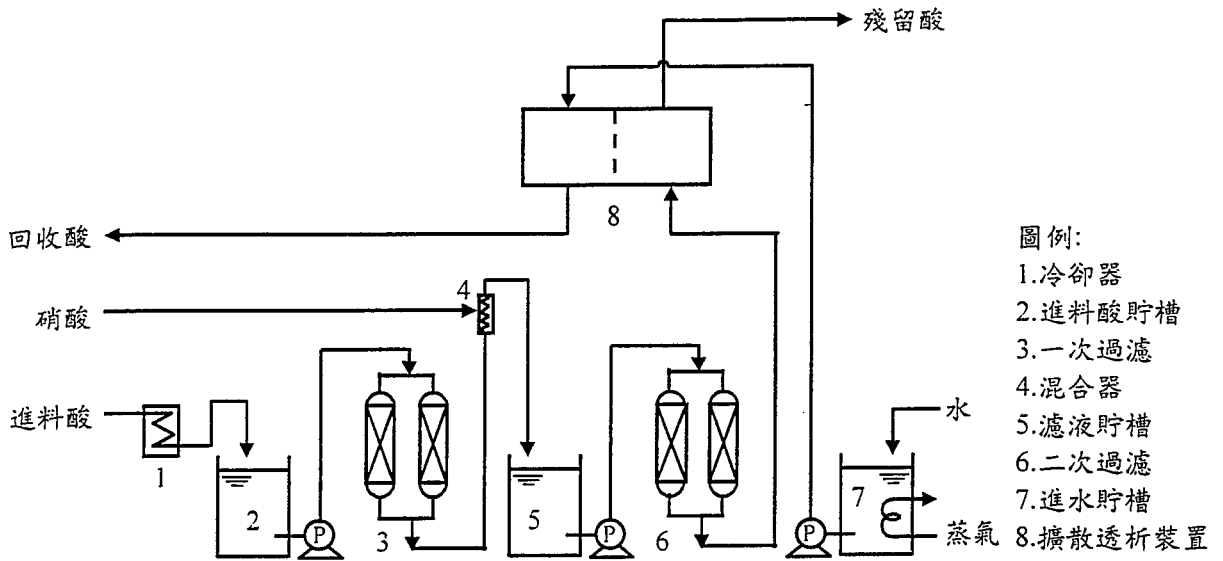 殘留酸
8
回收酸
硝酸
4
進料酸
1
2
P
3
5
P
6
P
7
水
蒸氣
圖例:
1.冷卻器
2.進料酸貯槽
3.一次過濾
4.混合器
5.濾液貯槽
6.二次過濾
7.進水貯槽
8.擴散透析裝置